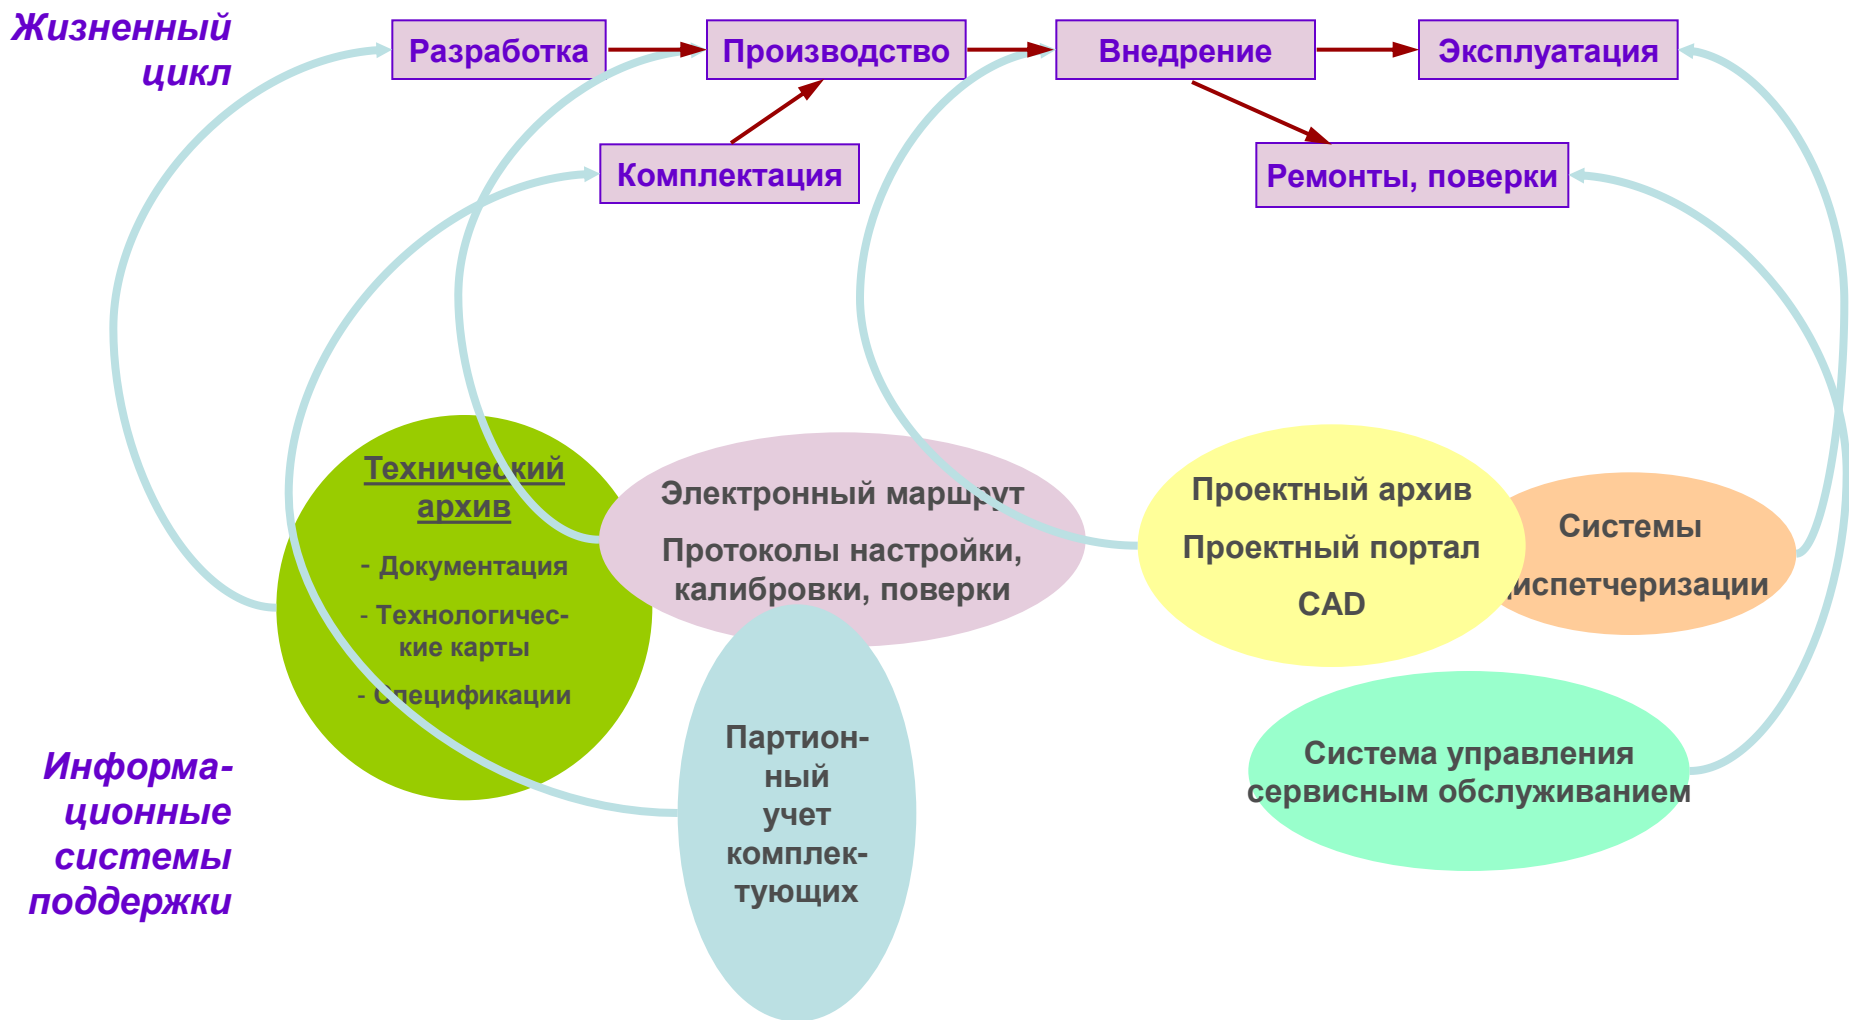 Жизненный
цикл
Разработка
Производство
Внедрение
Эксплуатация
Комплектация
Ремонты, поверки
Технический
архив
- Документация
- Технологичес-
кие карты
- Спецификации
Электронный маршрут
Протоколы настройки,
калибровки, поверки
Проектный архив
Проектный портал
CAD
Системы
диспетчеризации
Партион-
ный
учет
комплек-
тующих
Система управления
сервисным обслуживанием
Информа-
ционные
системы
поддержки